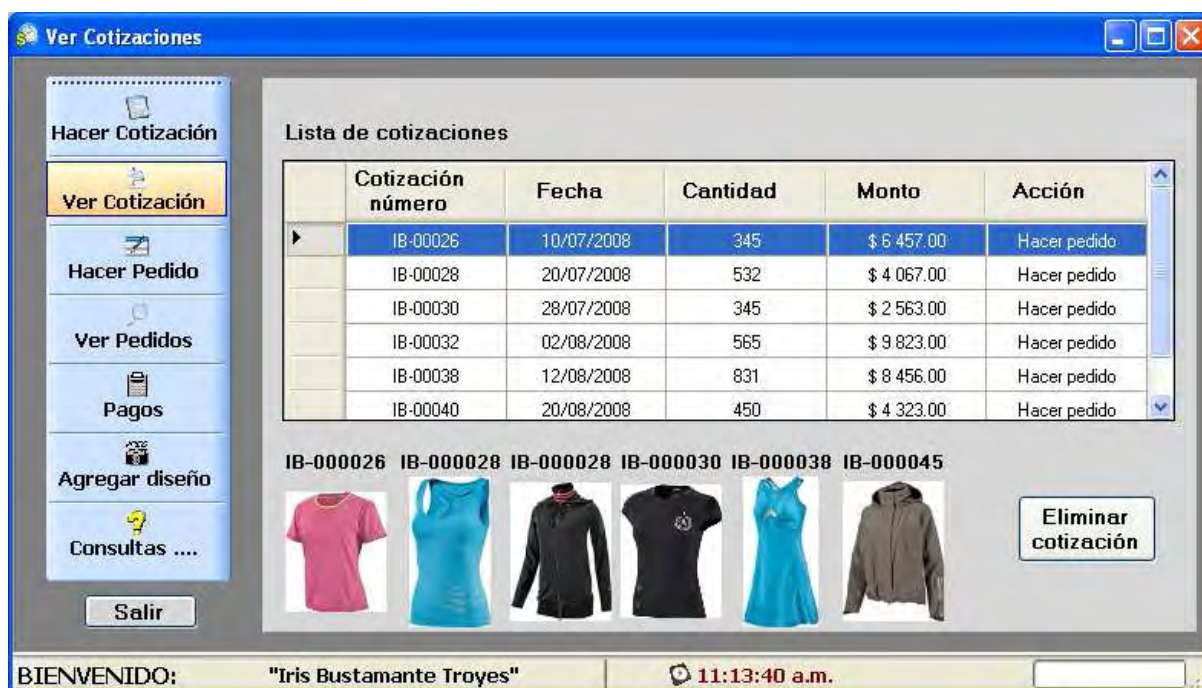 Ver Cotizaciones
Hacer Cotización
Ver Cotización
Hacer Pedido
Ver Pedidos
Pagos
Agregar diseño
Consultas ....
Salir
Lista de cotizaciones
Cotización número Fecha Cantidad Monto Acción
IB-00026 10/07/2008 345 $ 6 457.00 Hacer pedido
IB-00028 20/07/2008 532 $ 4 067.00 Hacer pedido
IB-00030 28/07/2008 345 $ 2 563.00 Hacer pedido
IB-00032 02/08/2008 565 $ 9 823.00 Hacer pedido
IB-00038 12/08/2008 831 $ 8 456.00 Hacer pedido
IB-00040 20/08/2008 450 $ 4 323.00 Hacer pedido
IB-000026 IB-000028 IB-000028 IB-000030 IB-000038 IB-000045
Eliminar
cotización
BIENVENIDO: "Iris Bustamante Troyes" 11:13:40 a.m.